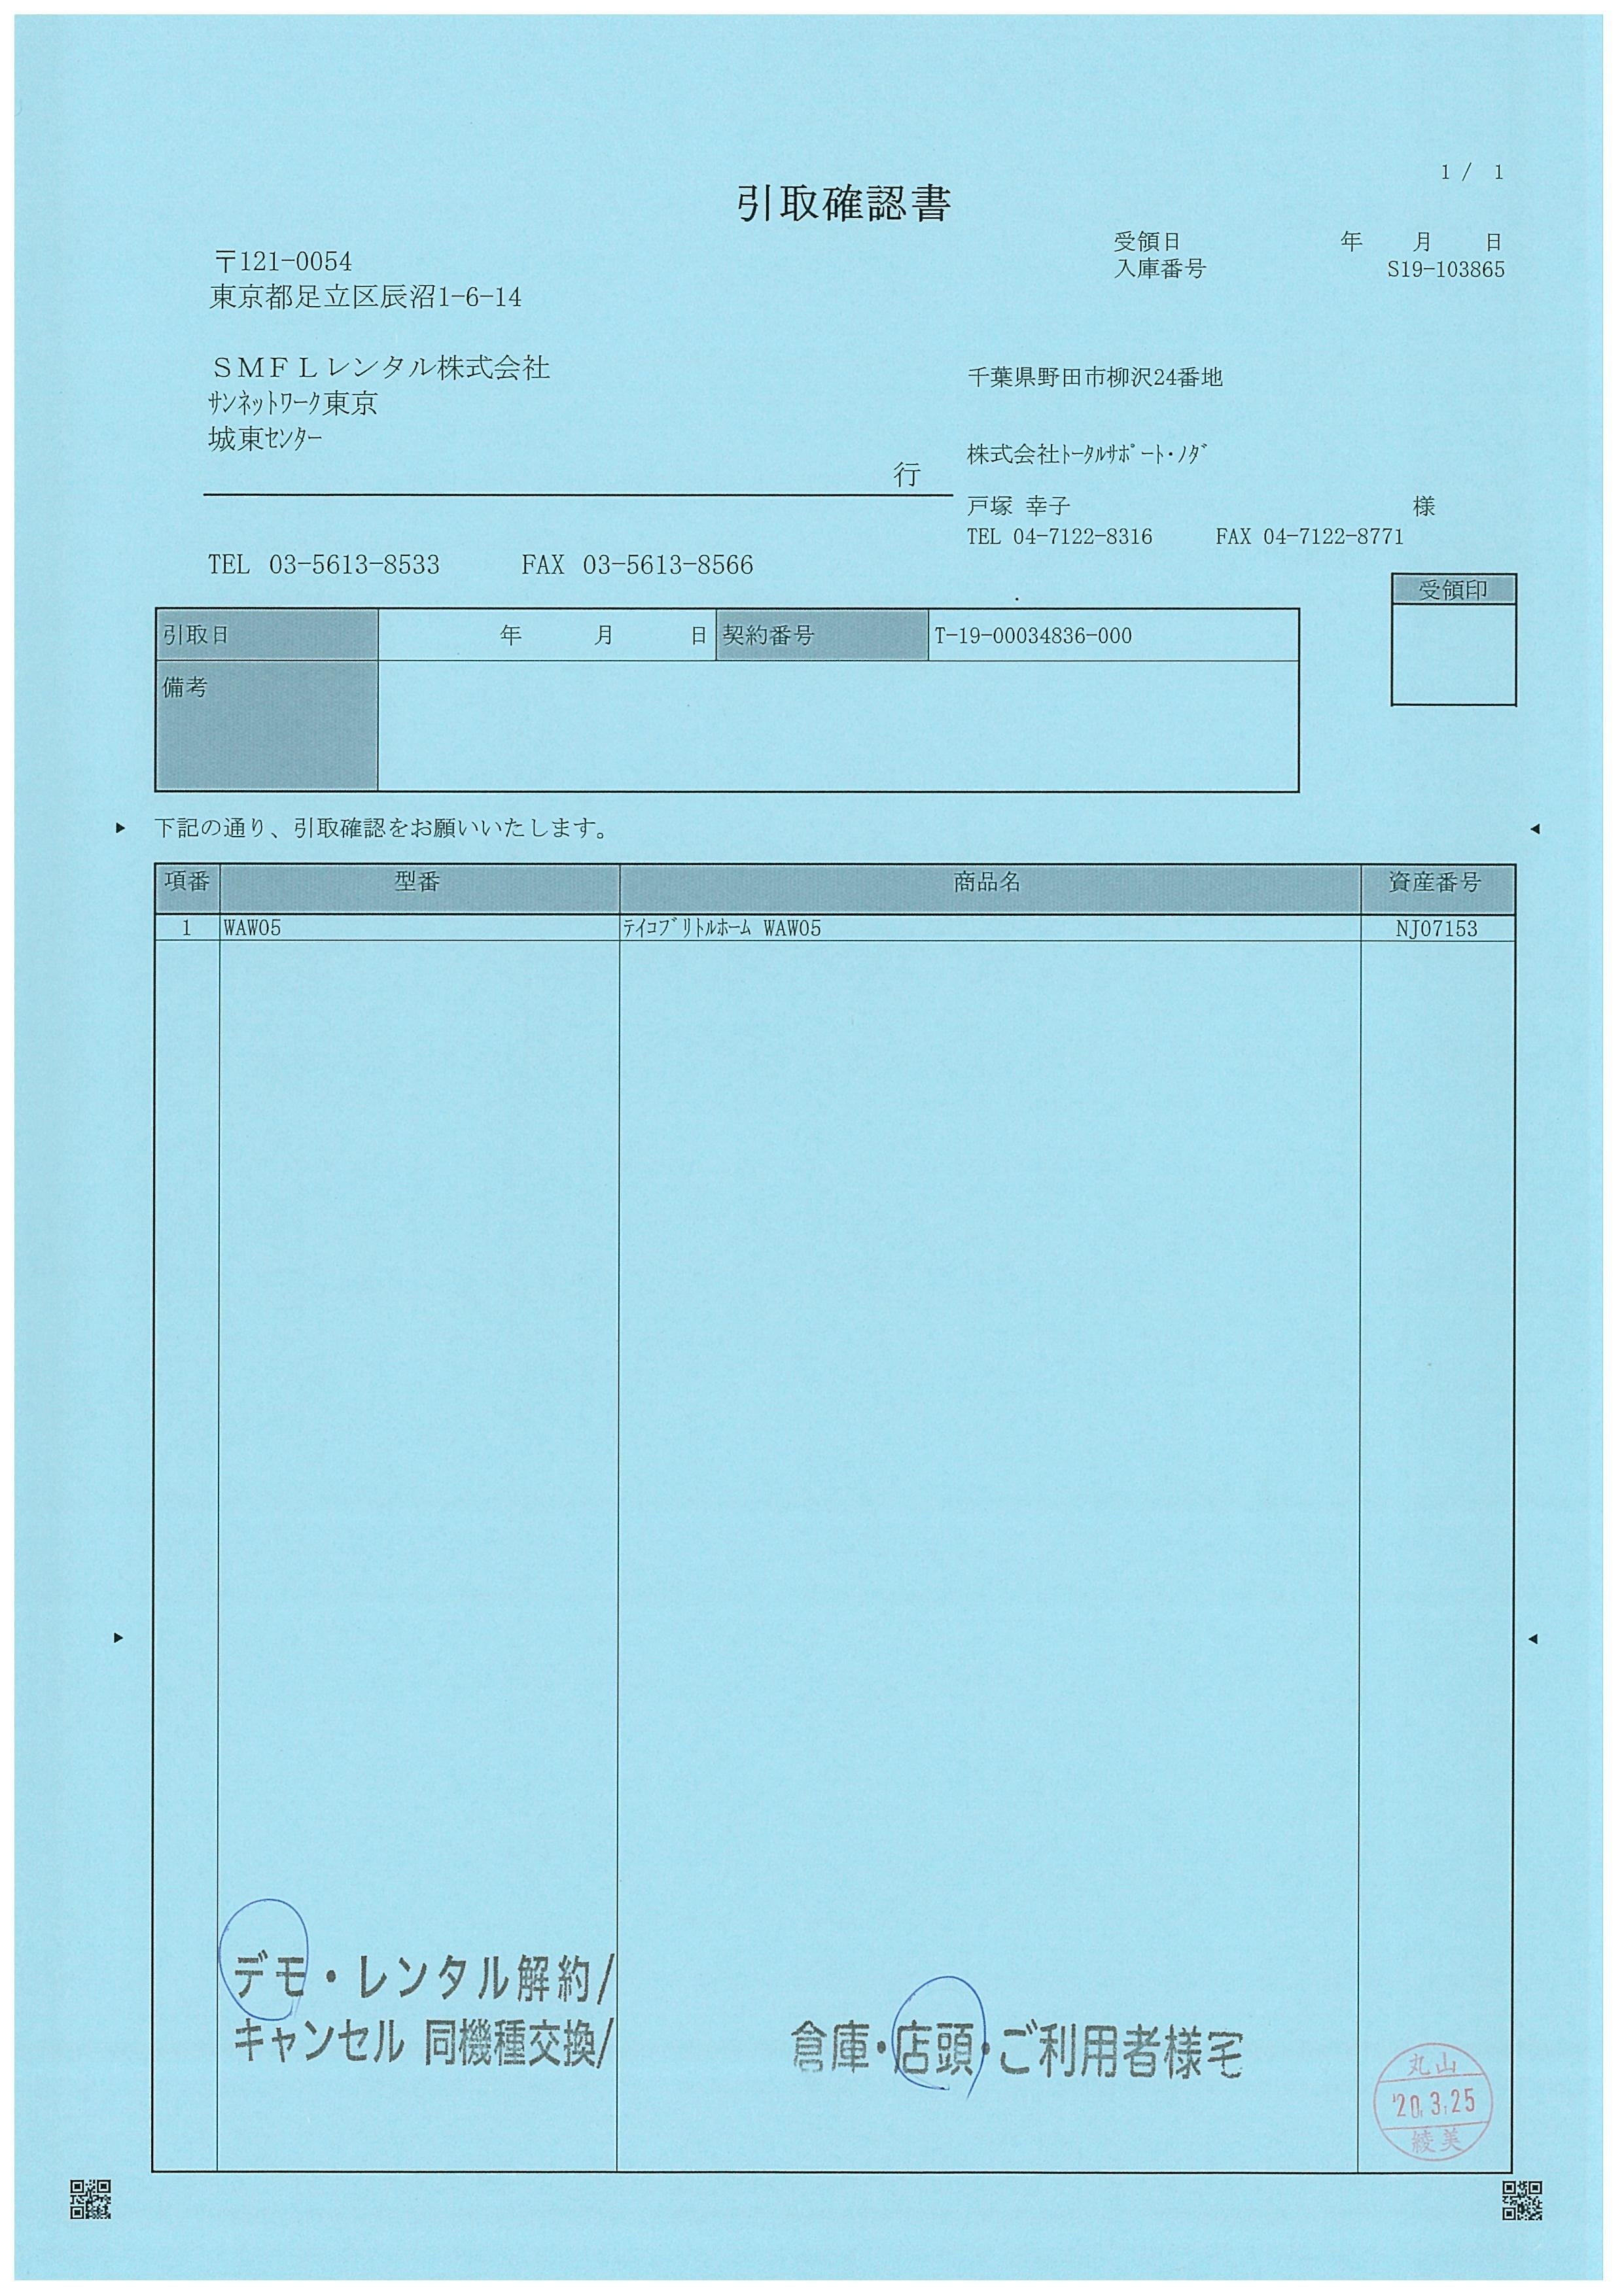 1 / 1
引取確認書
受領日 年 月 日
入庫番号 S19-103865
〒121-0054
東京都足立区辰沼1-6-14
ＳＭＦＬレンタル株式会社
ｻﾝﾈｯﾄﾜｰｸ東京
城東ｾﾝﾀｰ
行
千葉県野田市柳沢24番地
株式会社ﾄｰﾀﾙｻﾎﾟｰﾄ･ﾉﾀﾞ
戸塚 幸子 様
TEL 04-7122-8316 FAX 04-7122-8771
TEL 03-5613-8533 FAX 03-5613-8566
受領印
引取日 年 月 日 契約番号 T-19-00034836-000
備考
下記の通り、引取確認をお願いいたします。
項番 型番 商品名 資産番号
1 WAW05 ﾃｲｺﾌﾞﾘﾄﾙﾎｰﾑ WAW05 NJ07153
デモ・レンタル解約/
キャンセル 同機種交換/
倉庫・店頭・ご利用者様宅
丸山
'20.3.25
綾美